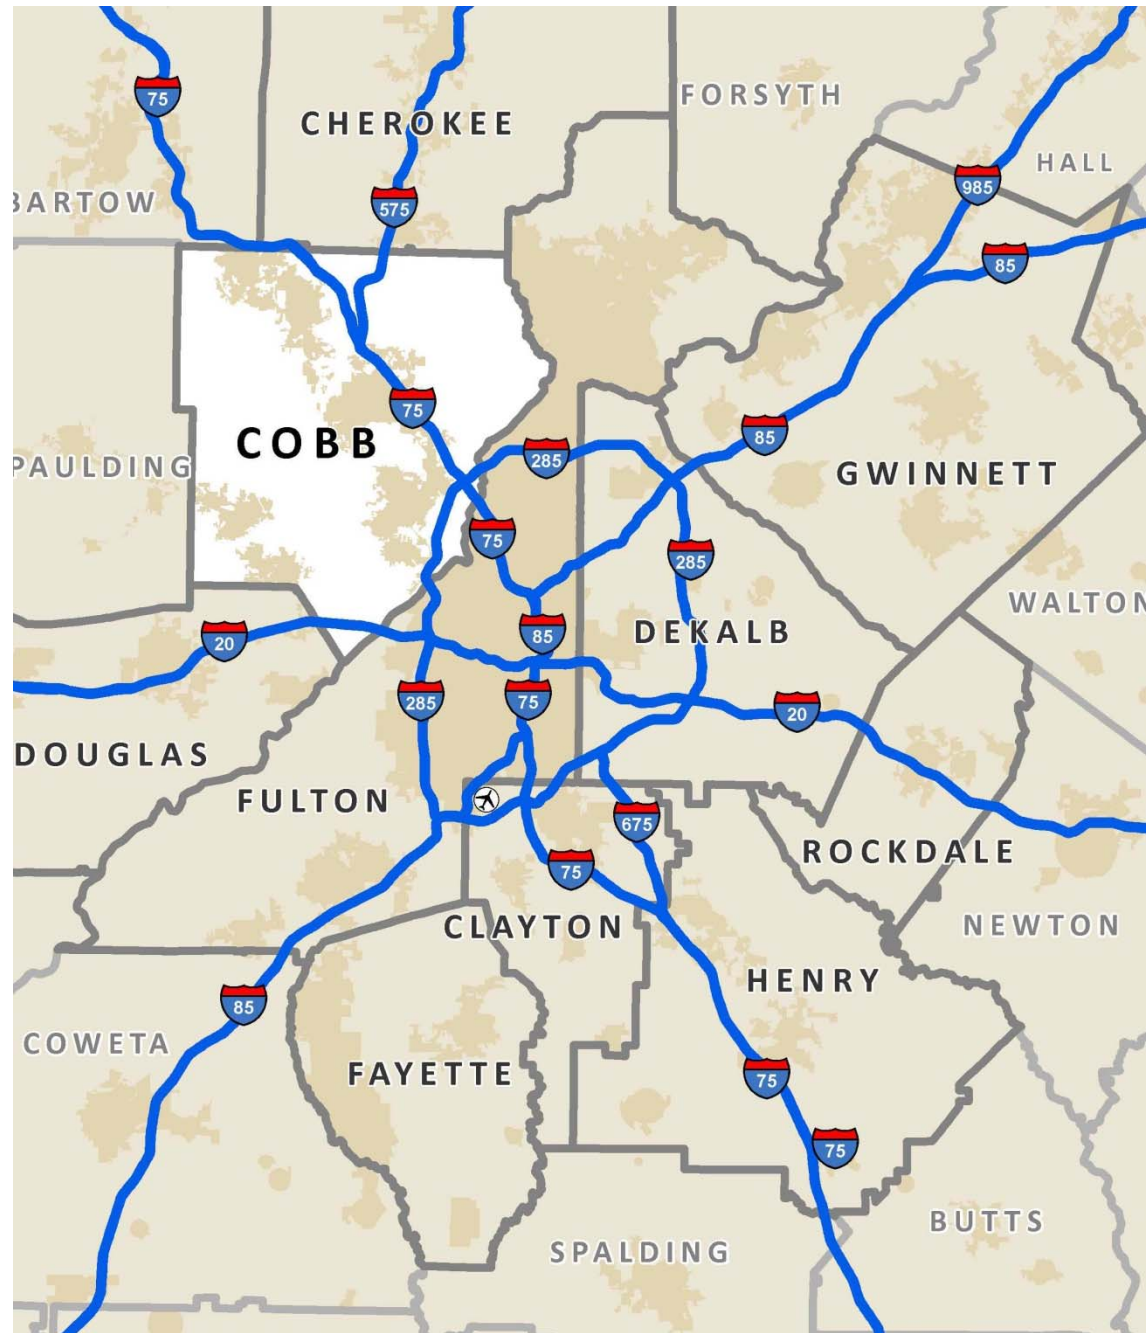 FORSYTH
75
CHEROKEE
HALL
985
BARTOW
575
85
75
85
COBB
285
PAULDING
GWINNETT
75
285
WALTON
20
85
DEKALB
285
75
20
DOUGLAS
FULTON
675
ROCKDALE
75
CLAYTON
NEWTON
HENRY
85
COWETA
FAYETTE
75
75
BUTTS
SPALDING